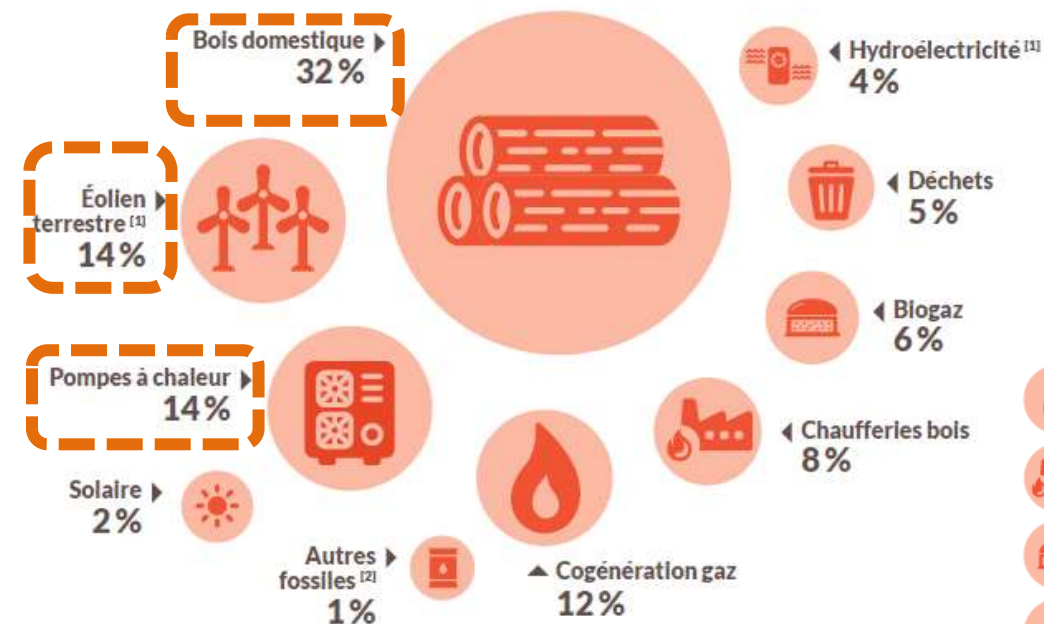 Bois domestique
32%
Éolien
terrestre [1]
14%
Pompes à chaleur
14%
Solaire
2%
Autres
fossiles [2]
1%
Cogénération gaz
12%
Chaufferies bois
8%
Biogaz
6%
Déchets
5%
Hydroélectricité [1]
4%